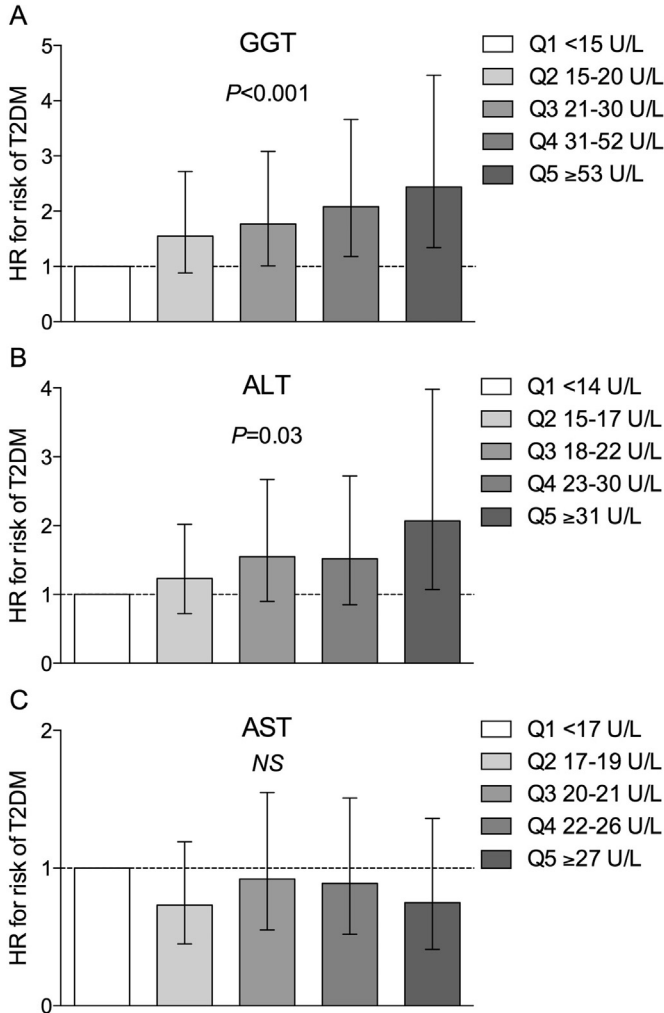 A
GGT
P<0.001
HR for risk of T2DM
5
4
3
2
1
0
Q1 <15 U/L
Q2 15-20 U/L
Q3 21-30 U/L
Q4 31-52 U/L
Q5 ≥53 U/L
B
ALT
P=0.03
HR for risk of T2DM
4
3
2
1
0
Q1 <14 U/L
Q2 15-17 U/L
Q3 18-22 U/L
Q4 23-30 U/L
Q5 ≥31 U/L
C
AST
NS
HR for risk of T2DM
2
1
0
Q1 <17 U/L
Q2 17-19 U/L
Q3 20-21 U/L
Q4 22-26 U/L
Q5 ≥27 U/L